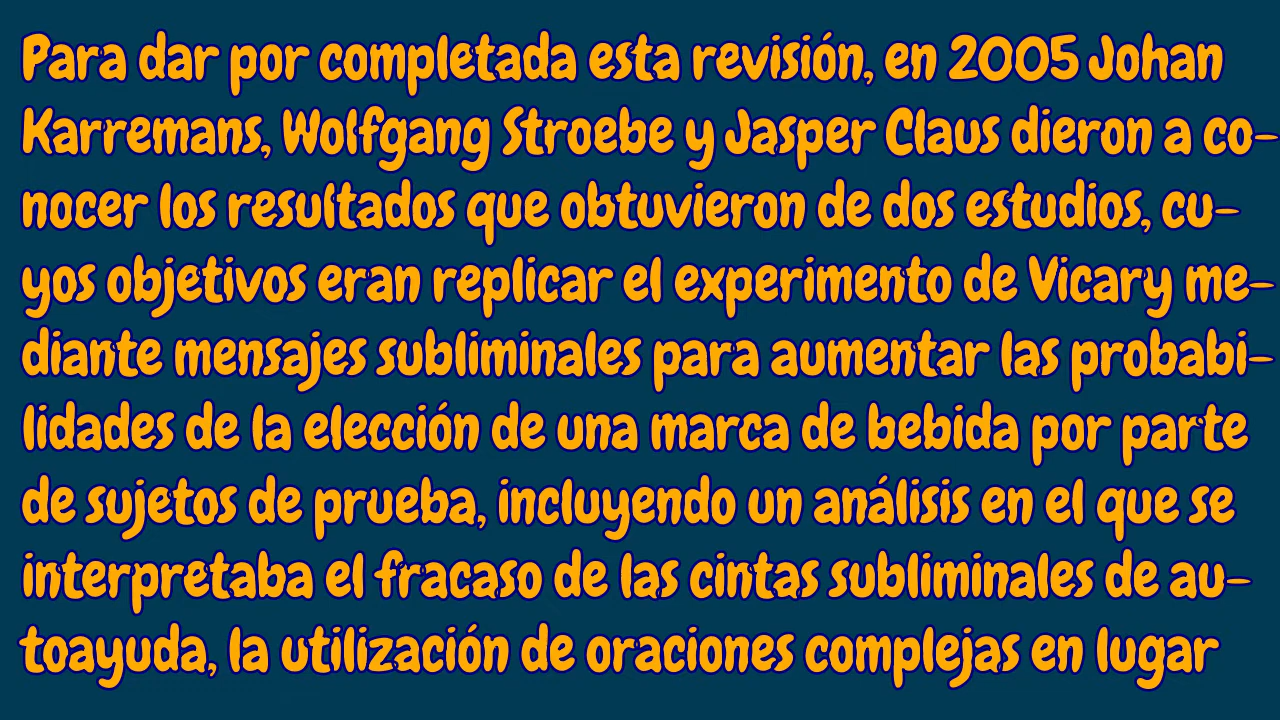 Para dar por completada esta revisión, en 2005 Johan
Karremans, Wolfgang Stroebe y Jasper Claus dieron a co-
nocer los resultados que obtuvieron de dos estudios, cu-
yos objetivos eran replicar el experimento de Vicary me-
diante mensajes subliminales para aumentar las probabi-
lidades de la elección de una marca de bebida por parte
de sujetos de prueba, incluyendo un análisis en el que se
interpretaba el fracaso de las cintas subliminales de au-
toayuda, la utilización de oraciones complejas en lugar